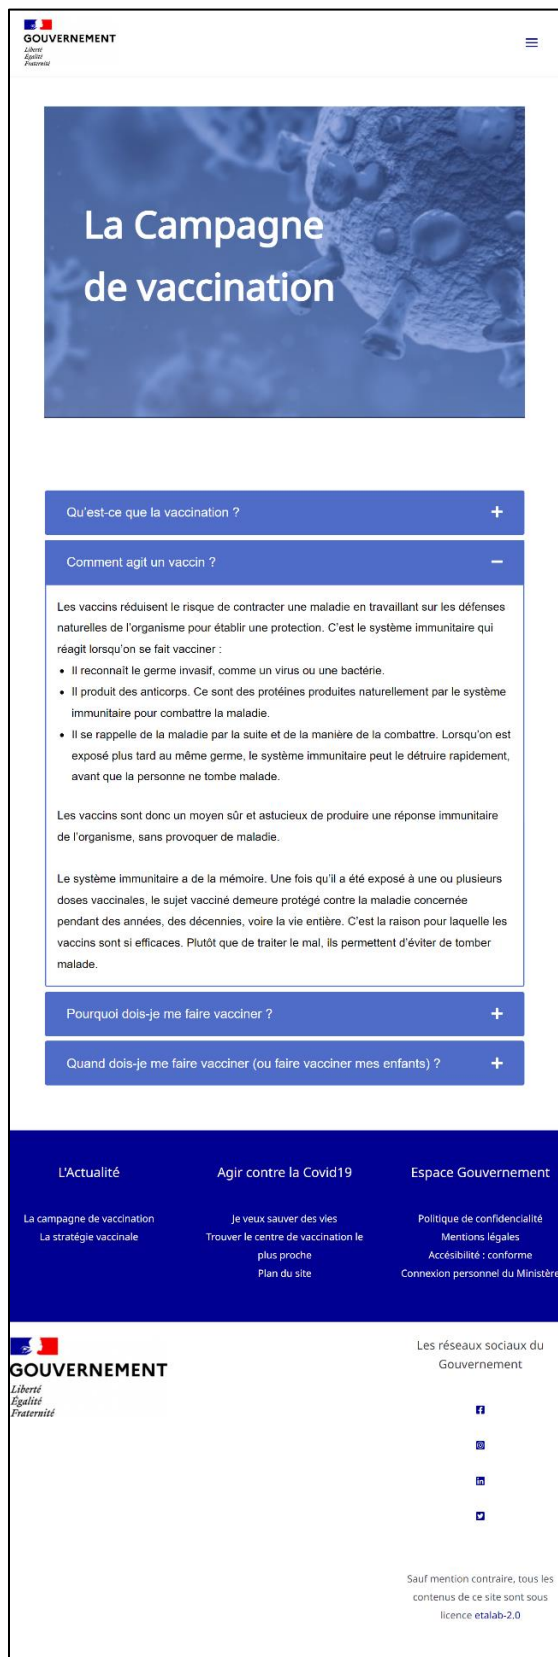 GOUVERNEMENT
Liberté
Égalité
Fraternité
La Campagne
de vaccination
Qu'est-ce que la vaccination ?
Comment agit un vaccin ?
Les vaccins réduisent le risque de contracter une maladie en travaillant sur les défenses
naturelles de l'organisme pour établir une protection. C'est le système immunitaire qui
réagit lorsqu'on se fait vacciner :
• Il reconnaît le germe invasif, comme un virus ou une bactérie.
• Il produit des anticorps. Ce sont des protéines produites naturellement par le système
immunitaire pour combattre la maladie.
• Il se rappelle de la maladie par la suite et de la manière de la combattre. Lorsqu'on est
exposé plus tard au même germe, le système immunitaire peut le détruire rapidement,
avant que la personne ne tombe malade.
Les vaccins sont donc un moyen sûr et astucieux de produire une réponse immunitaire
de l'organisme, sans provoquer de maladie.
Le système immunitaire a de la mémoire. Une fois qu'il a été exposé à une ou plusieurs
doses vaccinales, le sujet vacciné demeure protégé contre la maladie concernée
pendant des années, des décennies, voire la vie entière. C'est la raison pour laquelle les
vaccins sont si efficaces. Plutôt que de traiter le mal, ils permettent d'éviter de tomber
malade.
Pourquoi dois-je me faire vacciner ?
Quand dois-je me faire vacciner (ou faire vacciner mes enfants) ?
L'Actualité
La campagne de vaccination
La stratégie vaccinale
Agir contre la Covid19
Je veux sauver des vies
Trouver le centre de vaccination le
plus proche
Plan du site
Espace Gouvernement
Politique de confidencialité
Mentions légales
Accésibilité : conforme
Connexion personnel du Ministère
GOUVERNEMENT
Liberté
Égalité
Fraternité
Les réseaux sociaux du
Gouvernement
Sauf mention contraire, tous les
contenus de ce site sont sous
licence etalab-2.0